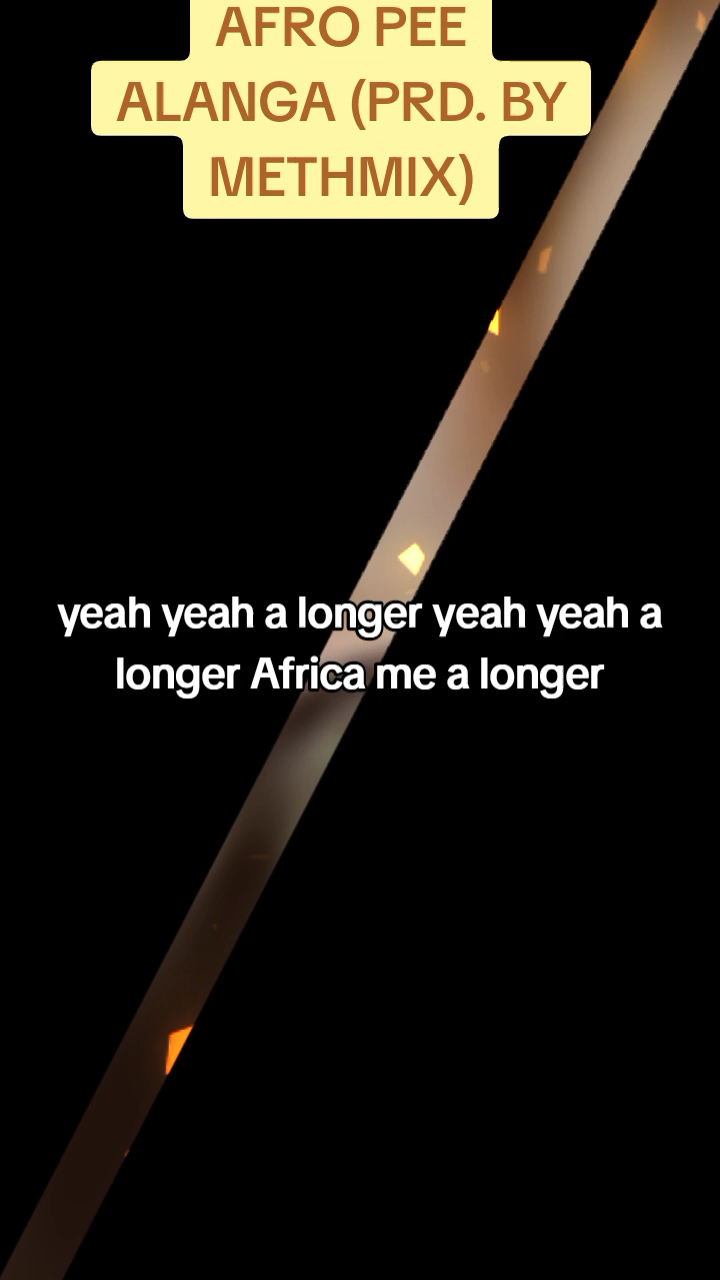 AFRO PEE
ALANGA (PRD. BY
METHMIX)
yeah yeah a longer yeah yeah a
longer Africa me a longer